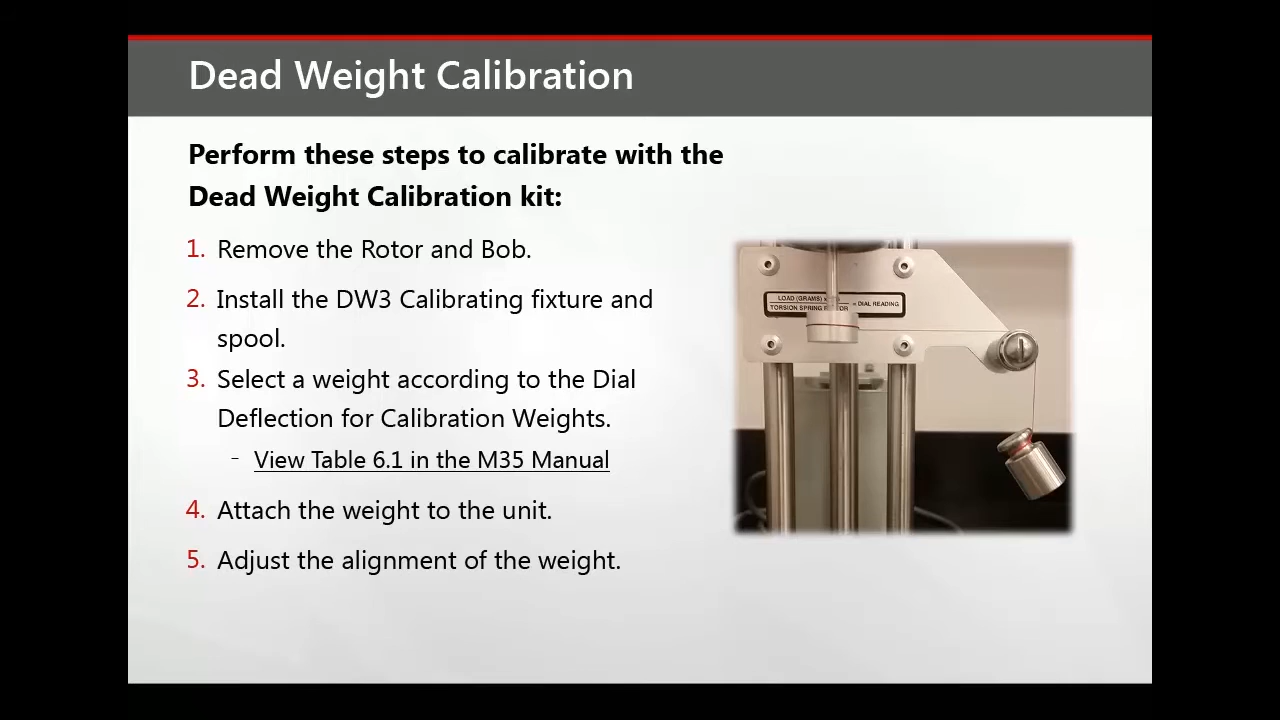 Dead Weight Calibration
Perform these steps to calibrate with the
Dead Weight Calibration kit:
1. Remove the Rotor and Bob.
2. Install the DW3 Calibrating fixture and
spool.
3. Select a weight according to the Dial
Deflection for Calibration Weights.
- View Table 6.1 in the M35 Manual
4. Attach the weight to the unit.
5. Adjust the alignment of the weight.
LOAD (GRAMS)
= DIAL READING
TORSION SPRING